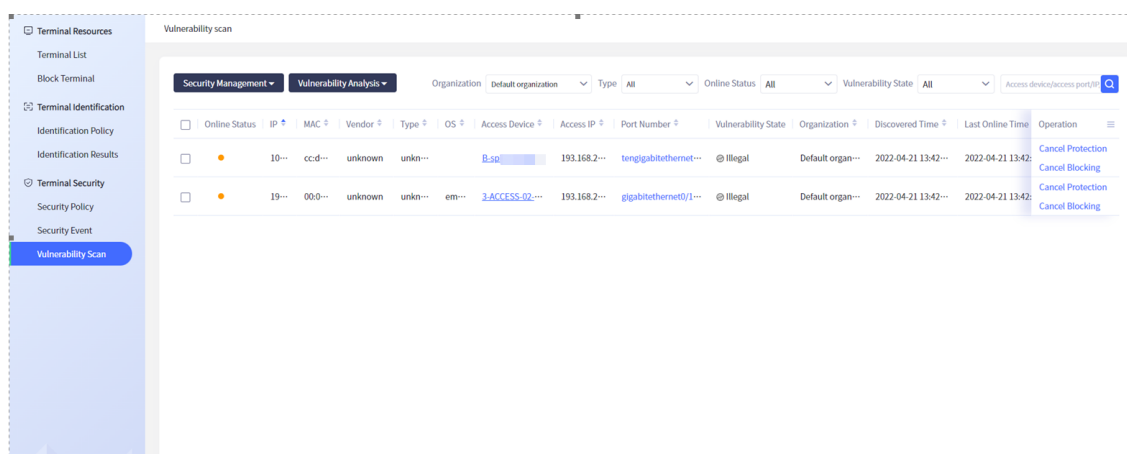 Terminal Resources
Terminal List
Block Terminal
Terminal Identification
Identification Policy
Identification Results
Terminal Security
Security Policy
Security Event
Vulnerability Scan
Vulnerability scan
Security Management Vulnerability Analysis Organization Default organization Type All Online Status All Vulnerability State All Access device/access port/IP
Online Status IP MAC Vendor Type OS Access Device Access IP Port Number Vulnerability State Organization Discovered Time Last Online Time Operation
10··· cc:d··· unknown unkn··· B-sp 193.168.2··· tengigabitethernet··· Illegal Default organ··· 2022-04-21 13:42··· 2022-04-21 13:42: Cancel Protection
Cancel Blocking
19··· 00:0··· unknown unkn··· em··· 3-ACCESS-02-··· 193.168.2··· gigabitethernet0/1··· Illegal Default organ··· 2022-04-21 13:42··· 2022-04-21 13:42: Cancel Protection
Cancel Blocking